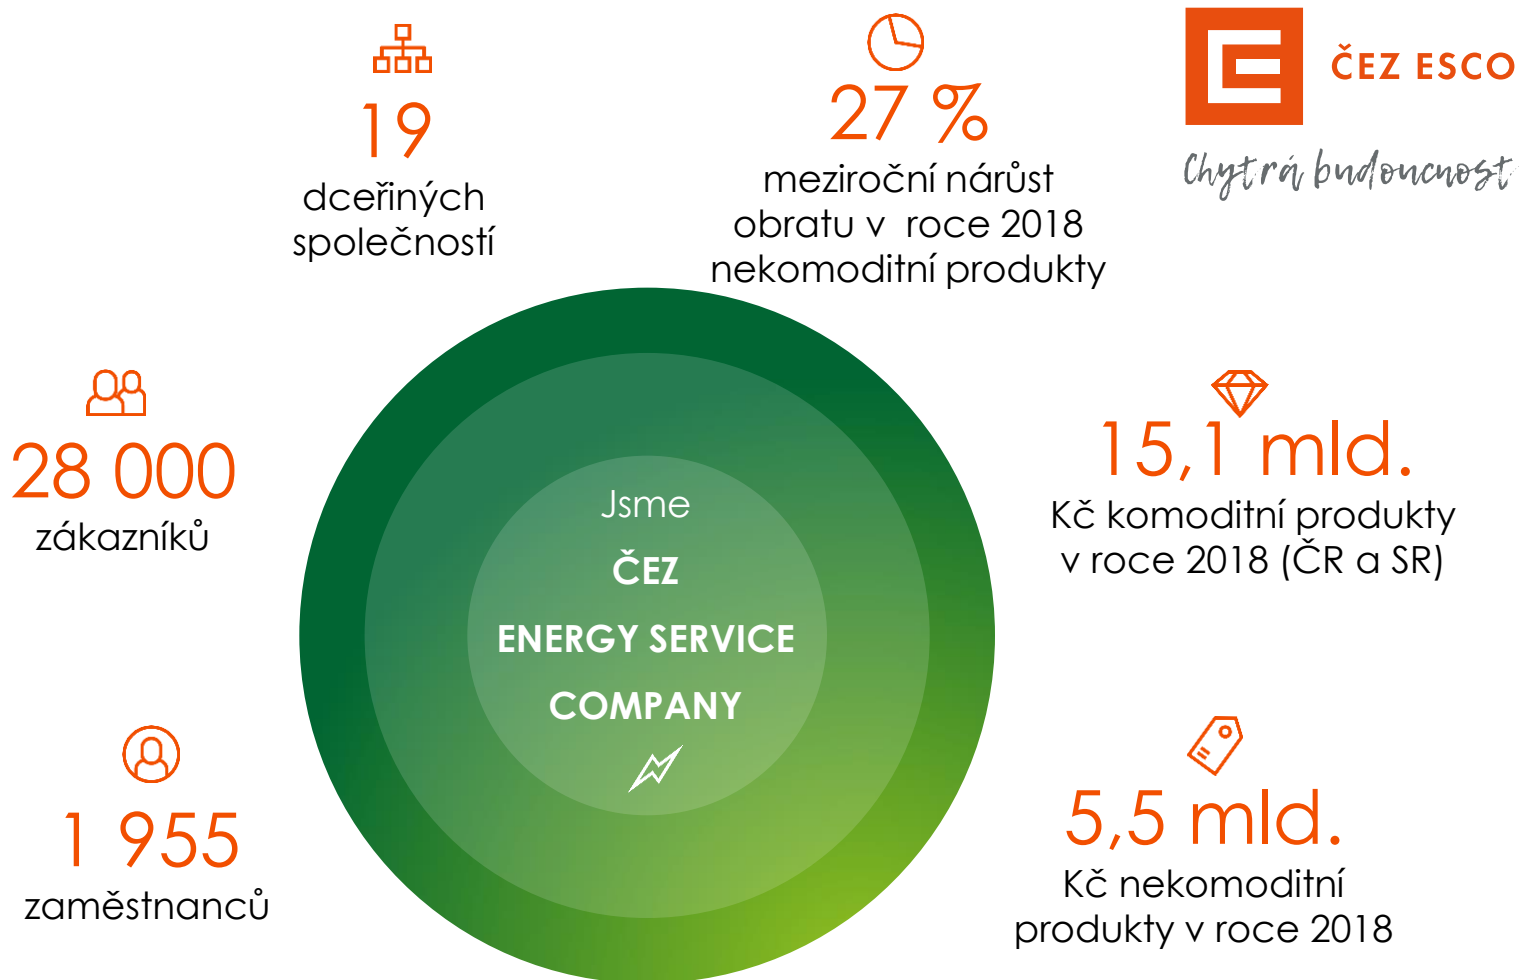 19
dceřiných
společností
27 %
meziroční nárůst
obratu v roce 2018
nekomoditní produkty
ČEZ ESCO
Chytrá budoucnost
28 000
zákazníků
Jsme
ČEZ
ENERGY SERVICE
COMPANY
15,1 mld.
Kč komoditní produkty
v roce 2018 (ČR a SR)
1 955
zaměstnanců
5,5 mld.
Kč nekomoditní
produkty v roce 2018